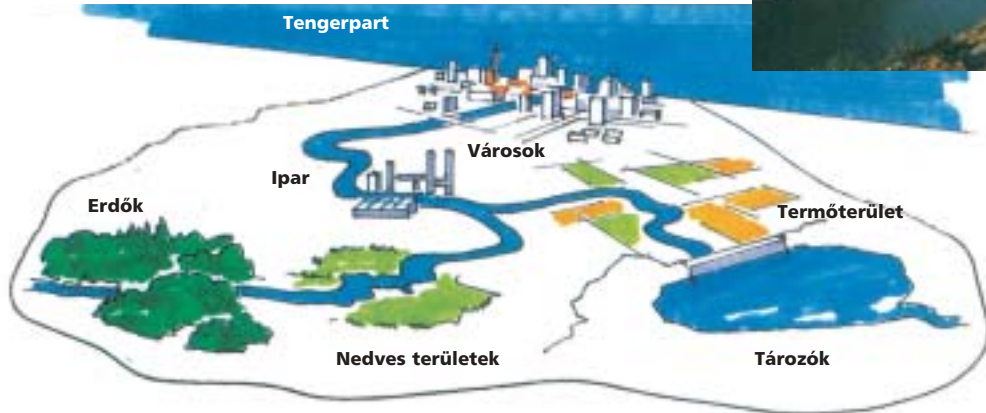 Tengerpart
Városok
Ipar
Erdők
Termőterület
Nedves területek
Tározók